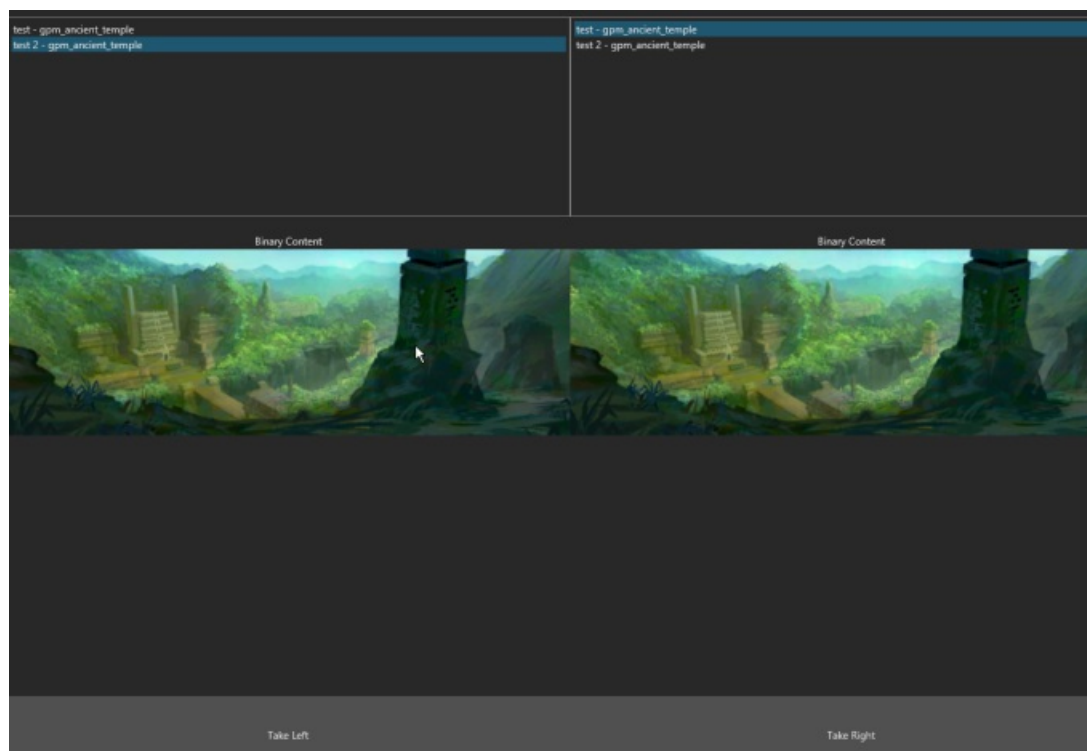 test - gpm_ancient_temple
test 2 - gpm_ancient_temple
test - gpm_ancient_temple
test 2 - gpm_ancient_temple
Binary Content
Binary Content
Take Left
Take Right